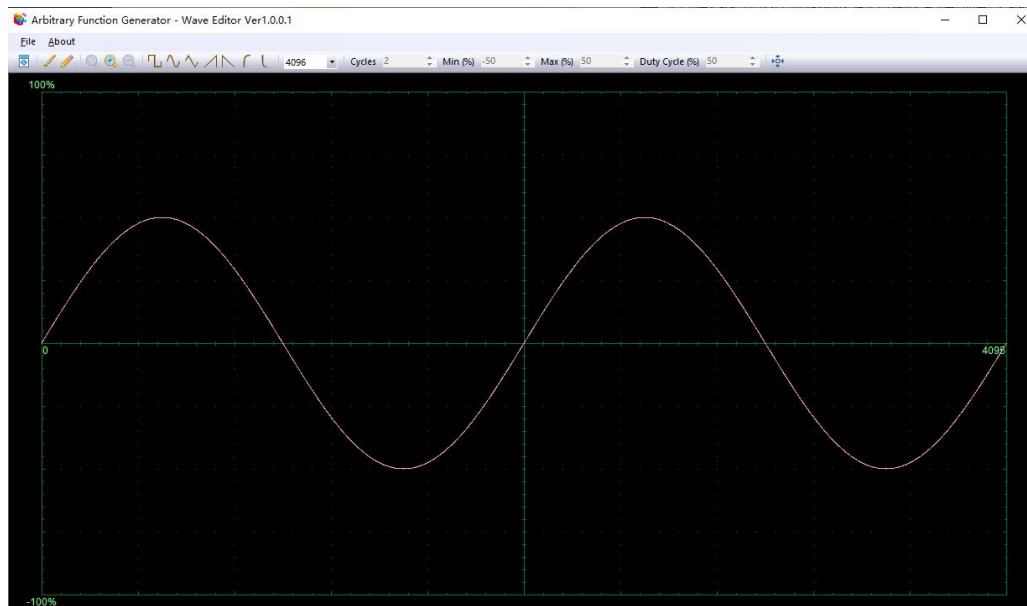 Arbitrary Function Generator - Wave Editor Ver1.0.0.1
File About
4096 Cycles 2 Min (%) -50 Max (%) 50 Duty Cycle (%) 50
100%
0
4095
-100%